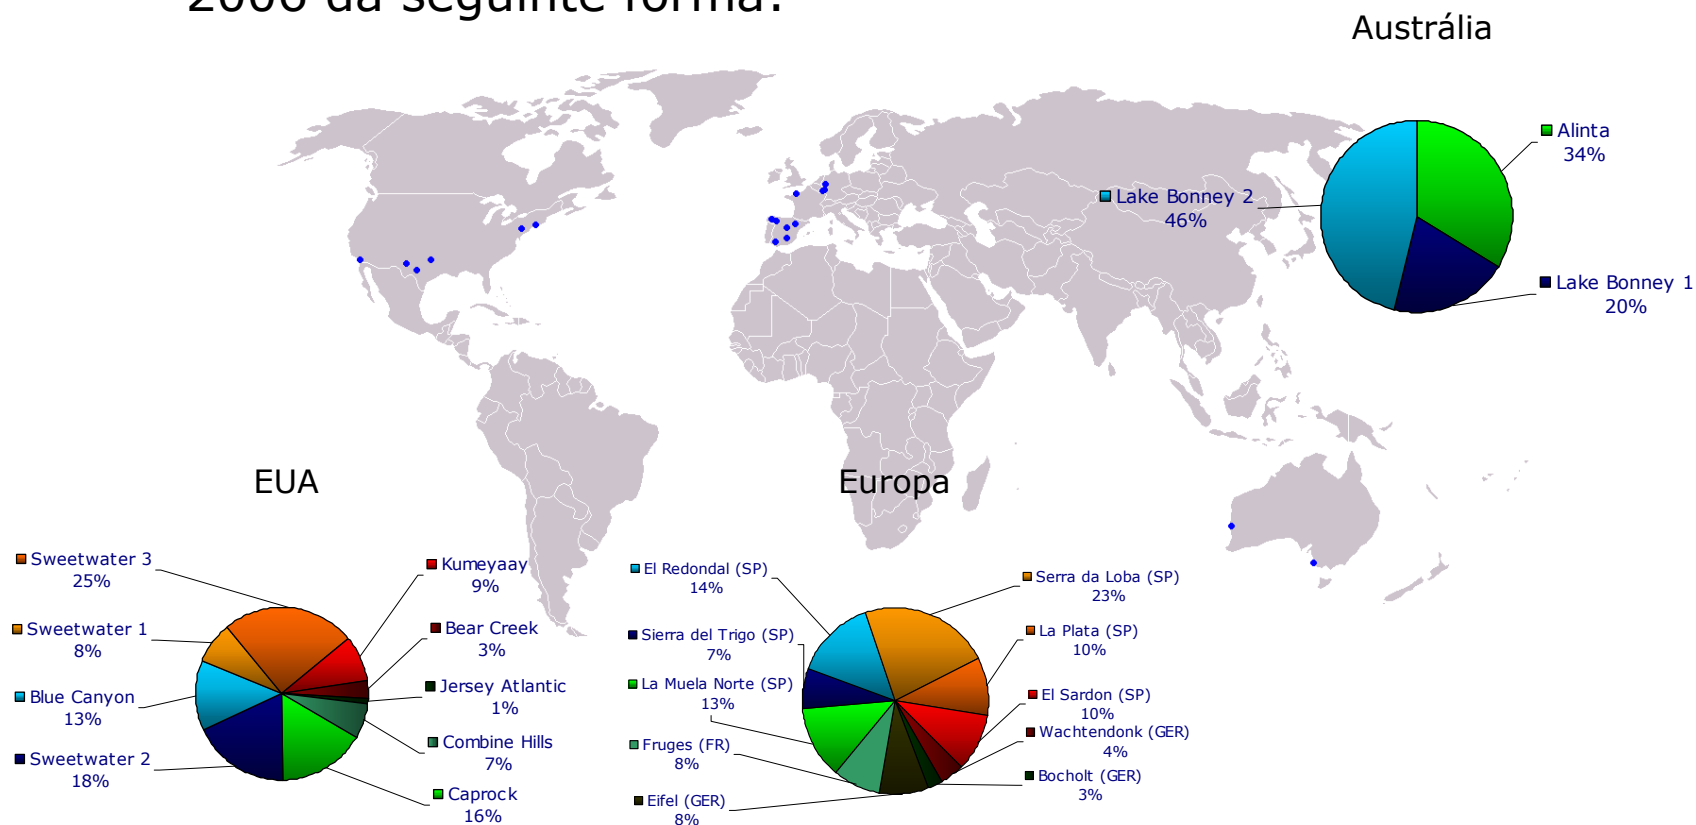 2006 da seguinte forma:
Austrália
Alinta
34%
Lake Bonney 2
46%
Lake Bonney 1
20%
EUA
Sweetwater 3
25%
Kumeyaay
9%
Sweetwater 1
8%
Bear Creek
3%
Blue Canyon
13%
Jersey Atlantic
1%
Sweetwater 2
18%
Combine Hills
7%
Caprock
16%
Europa
El Redondal (SP)
14%
Serra da Loba (SP)
23%
Sierra del Trigo (SP)
7%
La Plata (SP)
10%
La Muela Norte (SP)
13%
El Sardon (SP)
10%
Fruges (FR)
8%
Wachtendonk (GER)
4%
Eifel (GER)
8%
Bocholt (GER)
3%